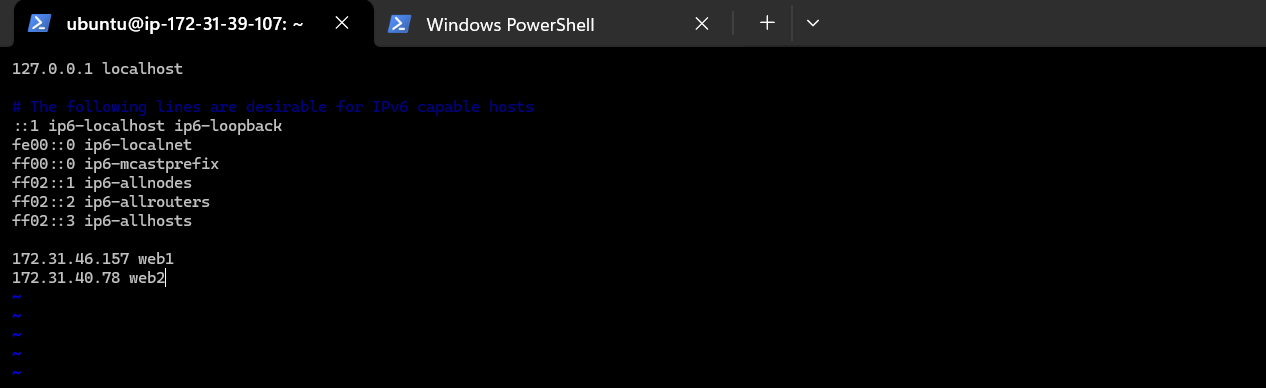 ubuntu@ip-172-31-39-107: ~
Windows PowerShell
127.0.0.1 localhost
# The following lines are desirable for IPv6 capable hosts
::1 ip6-localhost ip6-loopback
fe00::0 ip6-localnet
ff00::0 ip6-mcastprefix
ff02::1 ip6-allnodes
ff02::2 ip6-allrouters
ff02::3 ip6-allhosts
172.31.46.157 web1
172.31.40.78 web2
~
~
~
~
~